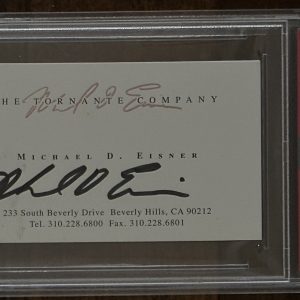 THE TORNANTE COMPANY
MICHAEL D. EISNER
233 South Beverly Drive Beverly Hills, CA 90212
Tel. 310.228.6800 Fax. 310.228.6801